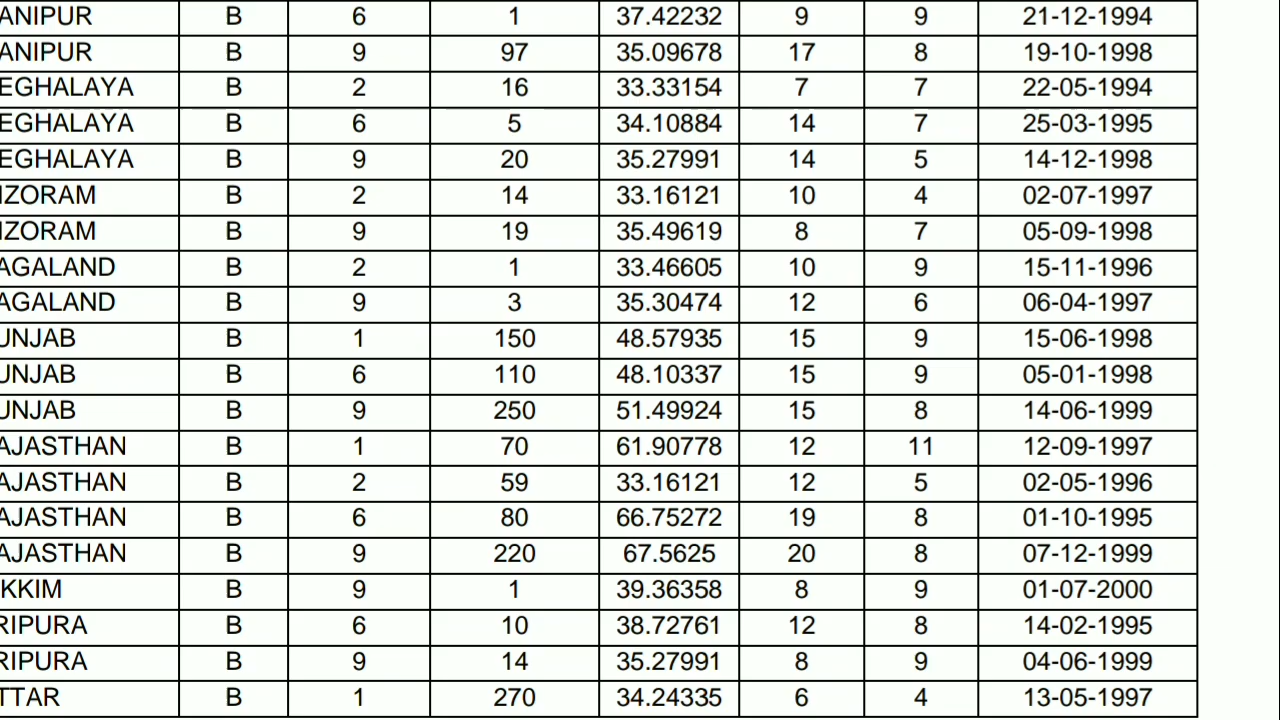 ANIPUR B 6 1 37.42232 9 9 21-12-1994
ANIPUR B 9 97 35.09678 17 8 19-10-1998
EGHALAYA B 2 16 33.33154 7 7 22-05-1994
EGHALAYA B 6 5 34.10884 14 7 25-03-1995
EGHALAYA B 9 20 35.27991 14 5 14-12-1998
IZORAM B 2 14 33.16121 10 4 02-07-1997
IZORAM B 9 19 35.49619 8 7 05-09-1998
AGALAND B 2 1 33.46605 10 9 15-11-1996
AGALAND B 9 3 35.30474 12 6 06-04-1997
UNJAB B 1 150 48.57935 15 9 15-06-1998
UNJAB B 6 110 48.10337 15 9 05-01-1998
UNJAB B 9 250 51.49924 15 8 14-06-1999
AJASTHAN B 1 70 61.90778 12 11 12-09-1997
AJASTHAN B 2 59 33.16121 12 5 02-05-1996
AJASTHAN B 6 80 66.75272 19 8 01-10-1995
AJASTHAN B 9 220 67.5625 20 8 07-12-1999
KKIM B 9 1 39.36358 8 9 01-07-2000
RIPURA B 6 10 38.72761 12 8 14-02-1995
RIPURA B 9 14 35.27991 8 9 04-06-1999
TTAR B 1 270 34.24335 6 4 13-05-1997